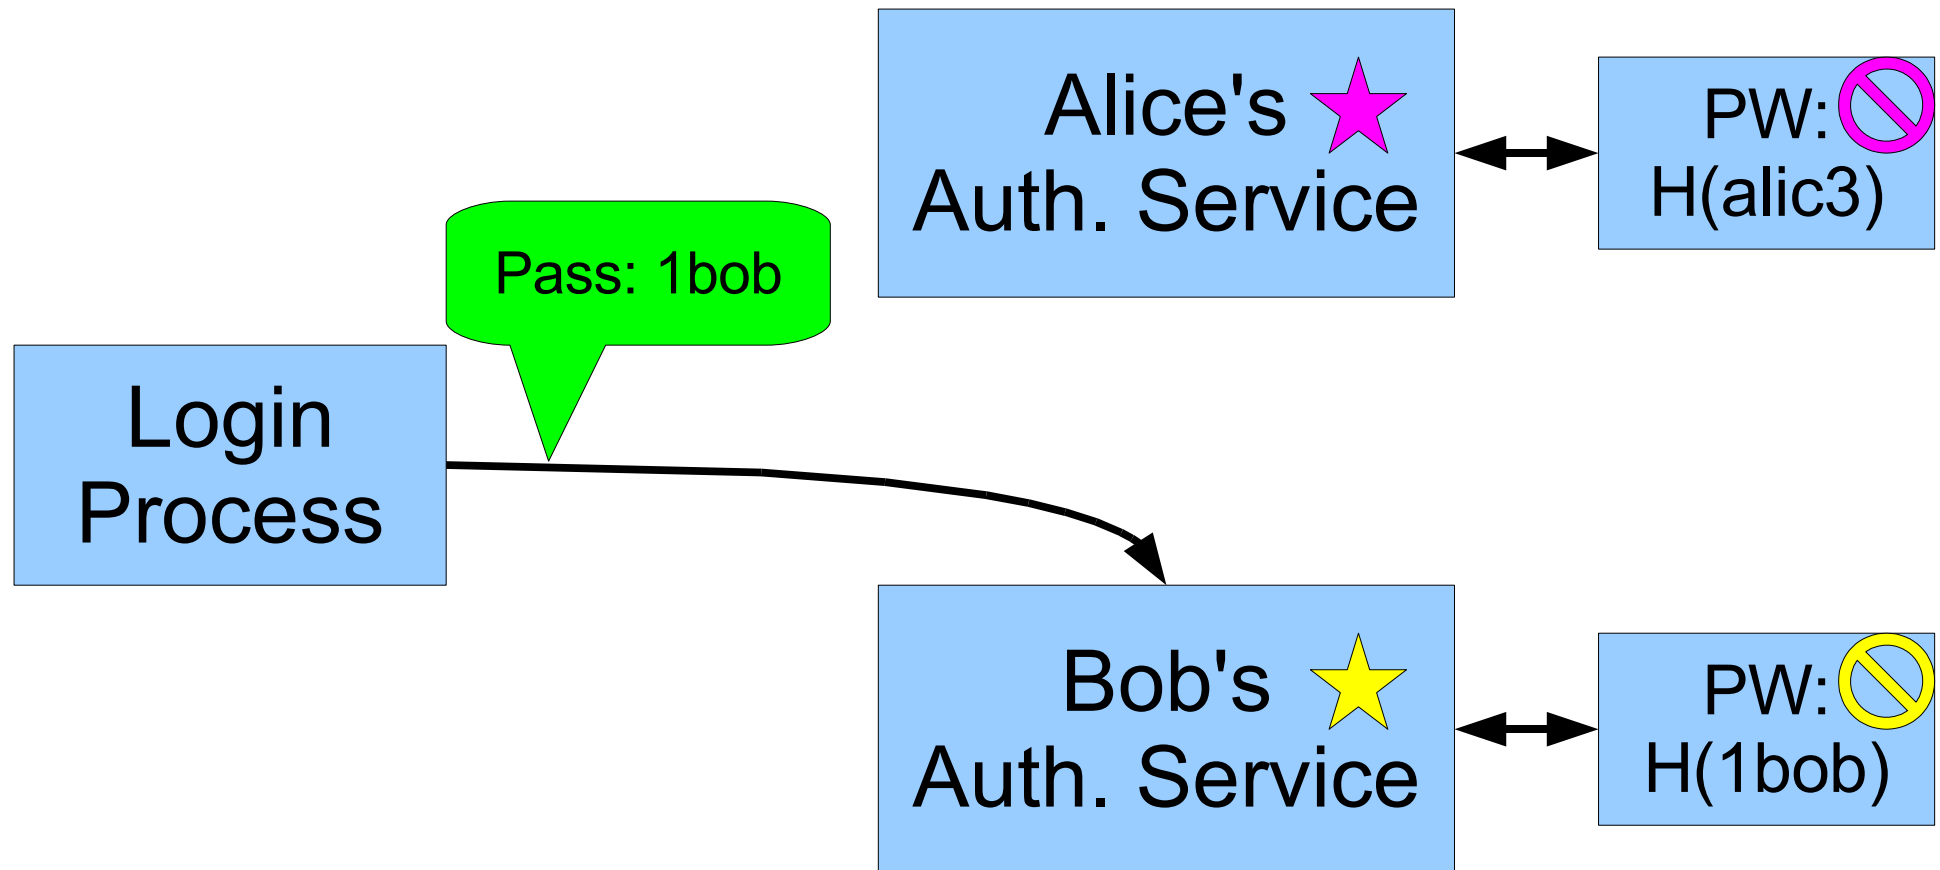 Alice's
Auth. Service
PW:
H(alic3)
Pass: 1bob
Login
Process
Bob's
Auth. Service
PW:
H(1bob)